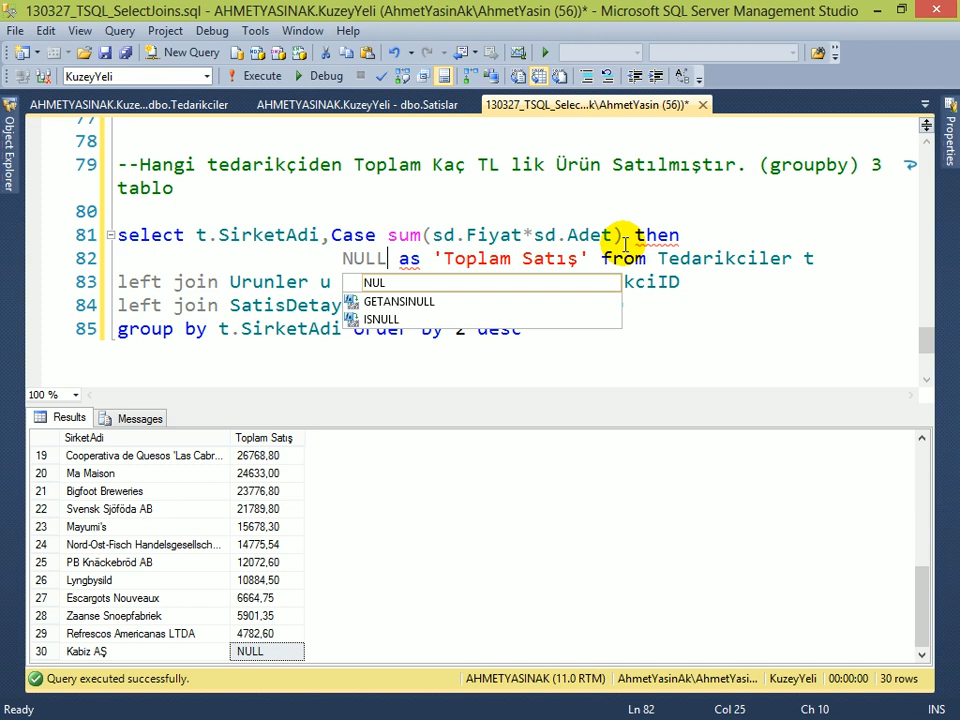 130327_TSQL_SelectJoins.sql - AHMETYASINAK.KuzeyYeli (AhmetYasinAk\AhmetYasin (56))* - Microsoft SQL Server Management Studio
File Edit View Query Project Debug Tools Window Help
New Query
KuzeyYeli Execute Debug
AHMETYASINAK.Kuze...dbo.Tedarikciler AHMETYASINAK.KuzeyYeli - dbo.Satislar 130327_TSQL_Selec...k\AhmetYasin (56))*
Object Explorer
Properties
77
78
79 --Hangi tedarikçiden Toplam Kaç TL lik Ürün Satılmıştır. (groupby) 3
tablo
80
81 select t.SirketAdi,Case sum(sd.Fiyat*sd.Adet) then
82 NULL as 'Toplam Satış' from Tedarikciler t
83 left join Urunler u kciID
84 left join SatisDetay
85 group by t.SirketAdi order by 2 desc
NUL
GETANSINULL
ISNULL
100 %
Results Messages
SirketAdi Toplam Satış
19 Cooperativa de Quesos 'Las Cabr... 26768,80
20 Ma Maison 24633,00
21 Bigfoot Breweries 23776,80
22 Svensk Sjöföda AB 21789,80
23 Mayumi's 15678,30
24 Nord-Ost-Fisch Handelsgesellsch... 14775,54
25 PB Knäckebröd AB 12072,60
26 Lyngbysild 10884,50
27 Escargots Nouveaux 6664,75
28 Zaanse Snoepfabriek 5901,35
29 Refrescos Americanas LTDA 4782,60
30 Kabiz AŞ NULL
Query executed successfully. AHMETYASINAK (11.0 RTM) AhmetYasinAk\AhmetYasi... KuzeyYeli 00:00:00 30 rows
Ready Ln 82 Col 25 Ch 10 INS